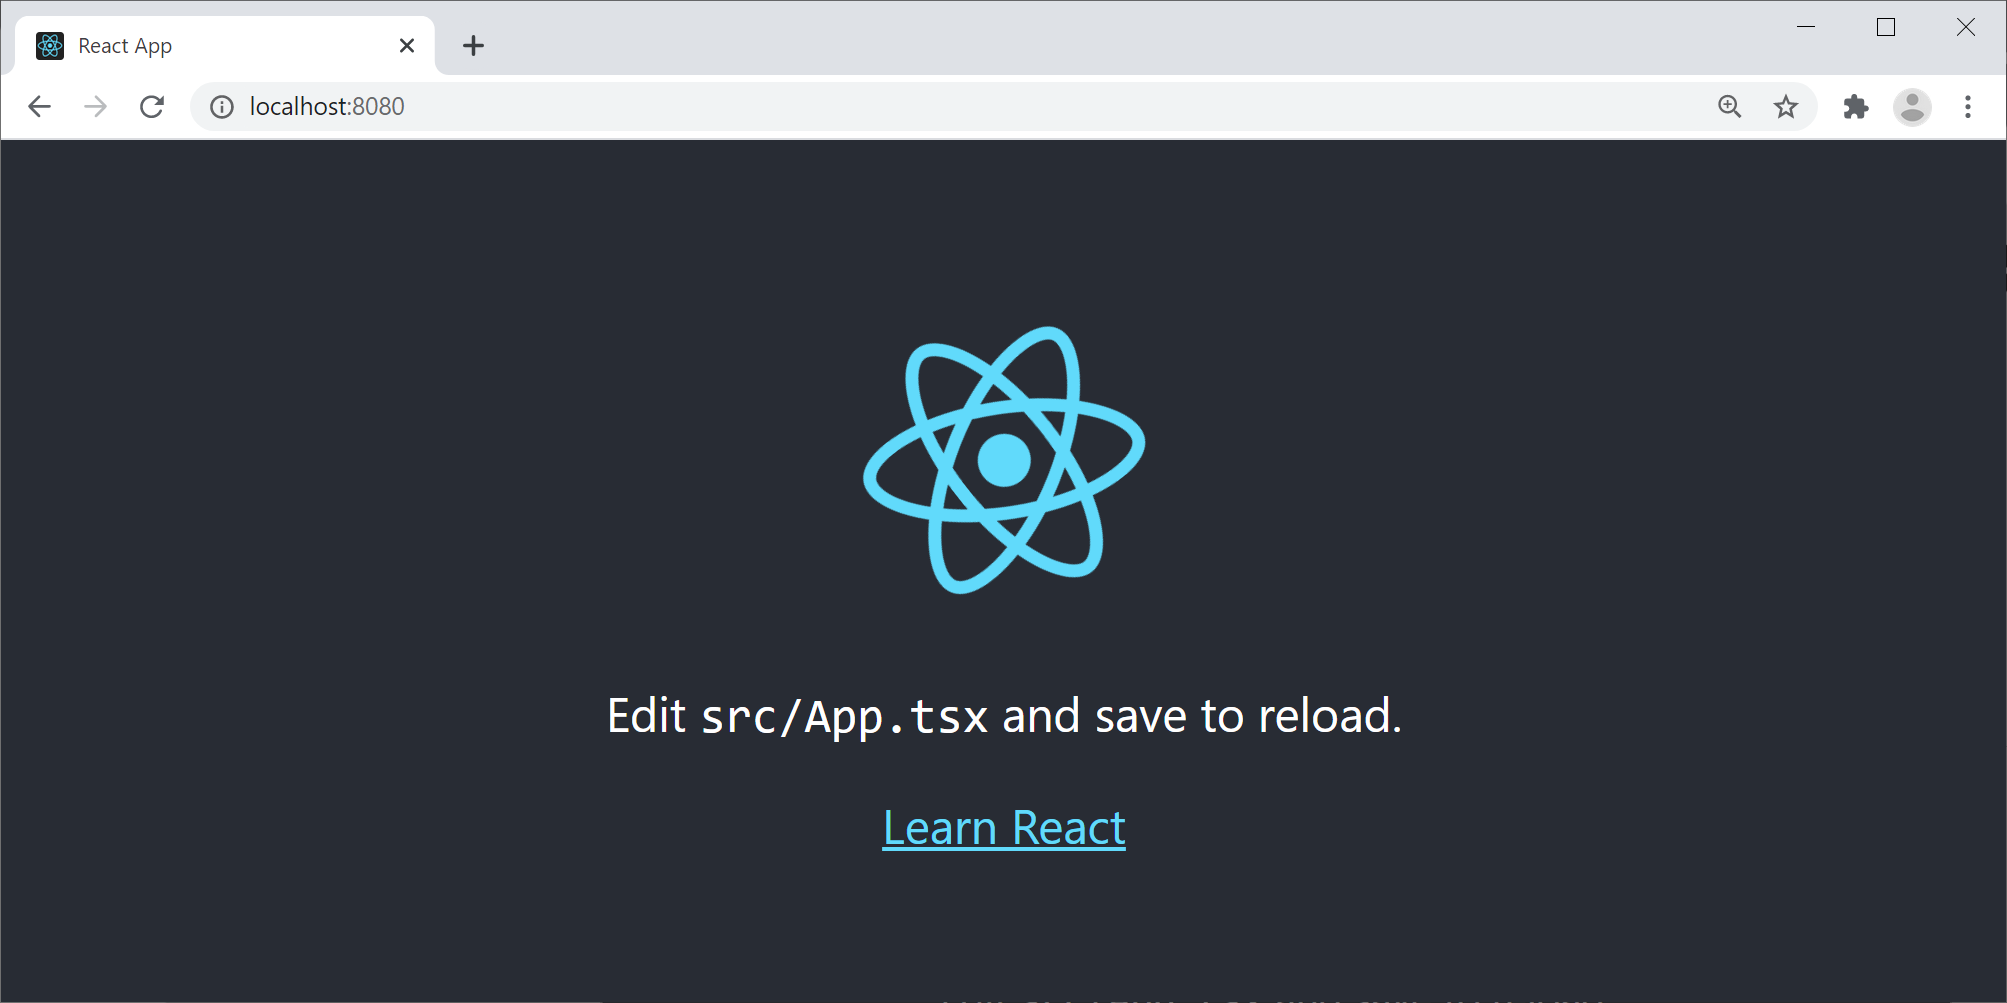 React App
localhost:8080
Edit src/App.tsx and save to reload.
Learn React